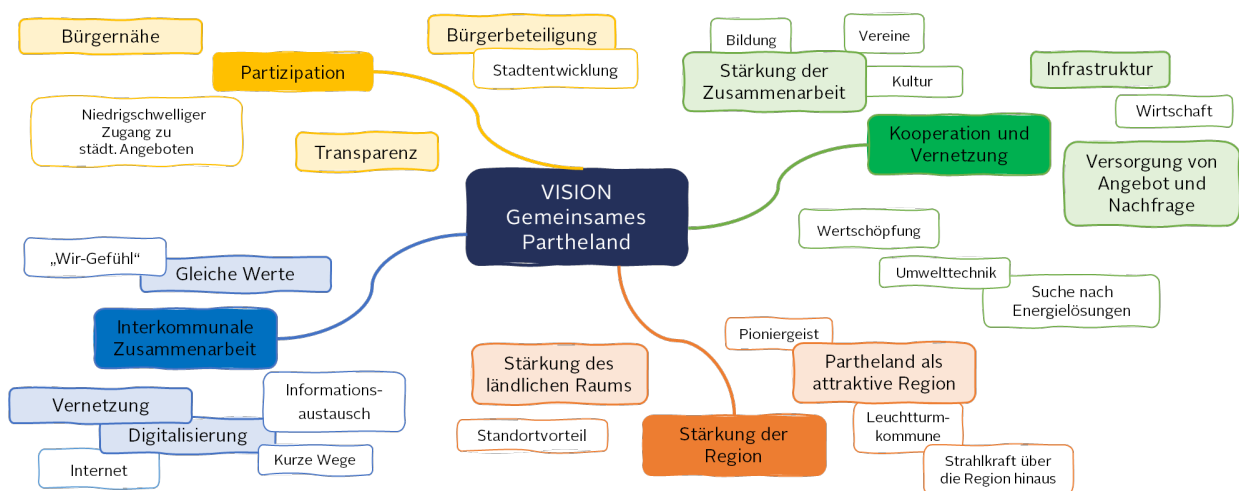 Bürgernähe
Partizipation
Niedrigschwelliger
Zugang zu
städt. Angeboten
Transparenz
Bürgerbeteiligung
Stadtentwicklung
Bildung
Vereine
Stärkung der
Zusammenarbeit
Kultur
Infrastruktur
Wirtschaft
Kooperation und
Vernetzung
Versorgung von
Angebot und
Nachfrage
Wertschöpfung
Umwelttechnik
Suche nach
Energielösungen
VISION
Gemeinsames
Partheland
„Wir-Gefühl“
Gleiche Werte
Interkommunale
Zusammenarbeit
Vernetzung
Informations-
austausch
Digitalisierung
Internet
Kurze Wege
Stärkung des
ländlichen Raums
Standortvorteil
Stärkung der
Region
Pioniergeist
Partheland als
attraktive Region
Leuchtturm-
kommune
Strahlkraft über
die Region hinaus